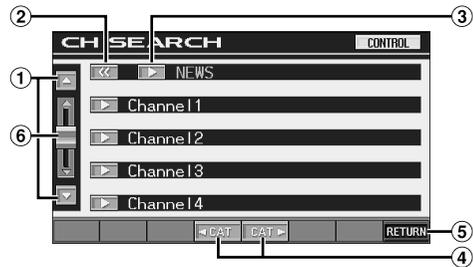 ② ③
CH SEARCH CONTROL
① « NEWS
Channel1
⑥ Channel2
Channel3
Channel4
◄CAT CAT► RETURN ⑤
④